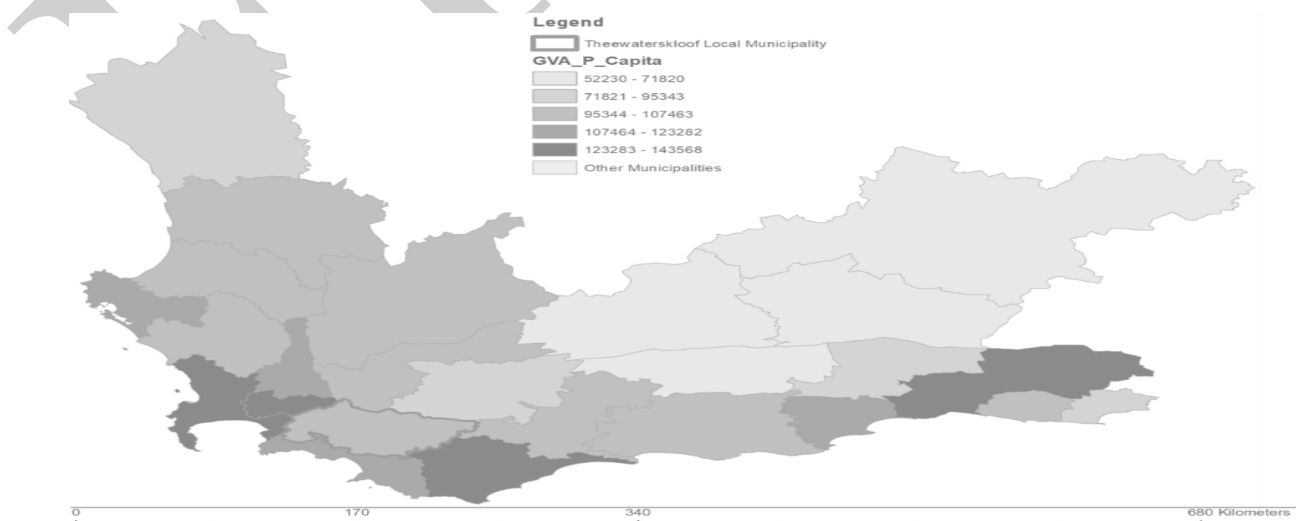 Legend
Theewaterskloof Local Municipality
GVA_P_Capita
52230 - 71820
71821 - 95343
95344 - 107463
107464 - 123282
123283 - 143568
Other Municipalities
0 170 340 680 Kilometers